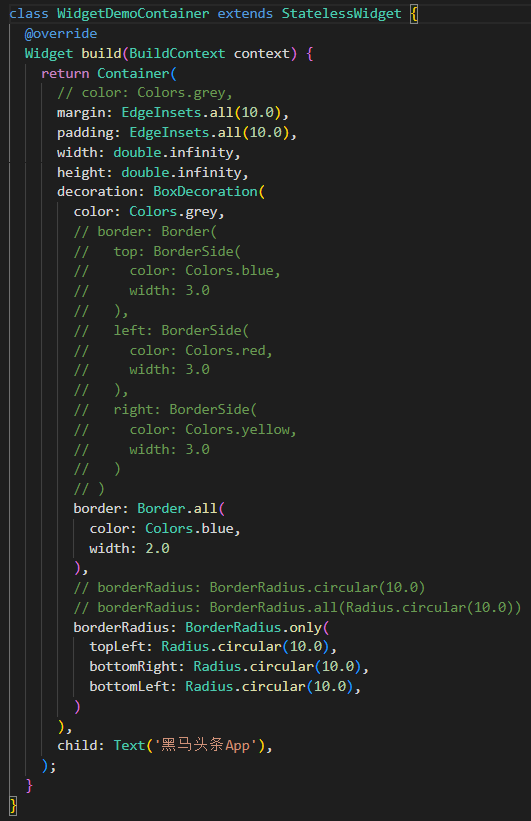 class WidgetDemoContainer extends StatelessWidget {
  @override
  Widget build(BuildContext context) {
    return Container(
      // color: Colors.grey,
      margin: EdgeInsets.all(10.0),
      padding: EdgeInsets.all(10.0),
      width: double.infinity,
      height: double.infinity,
      decoration: BoxDecoration(
        color: Colors.grey,
        // border: Border(
        //   top: BorderSide(
        //     color: Colors.blue,
        //     width: 3.0
        //   ),
        //   left: BorderSide(
        //     color: Colors.red,
        //     width: 3.0
        //   ),
        //   right: BorderSide(
        //     color: Colors.yellow,
        //     width: 3.0
        //   )
        // )
        border: Border.all(
          color: Colors.blue,
          width: 2.0
        ),
        // borderRadius: BorderRadius.circular(10.0)
        // borderRadius: BorderRadius.all(Radius.circular(10.0))
        borderRadius: BorderRadius.only(
          topLeft: Radius.circular(10.0),
          bottomRight: Radius.circular(10.0),
          bottomLeft: Radius.circular(10.0),
        )
      ),
      child: Text('黑马头条App'),
    );
  }
}